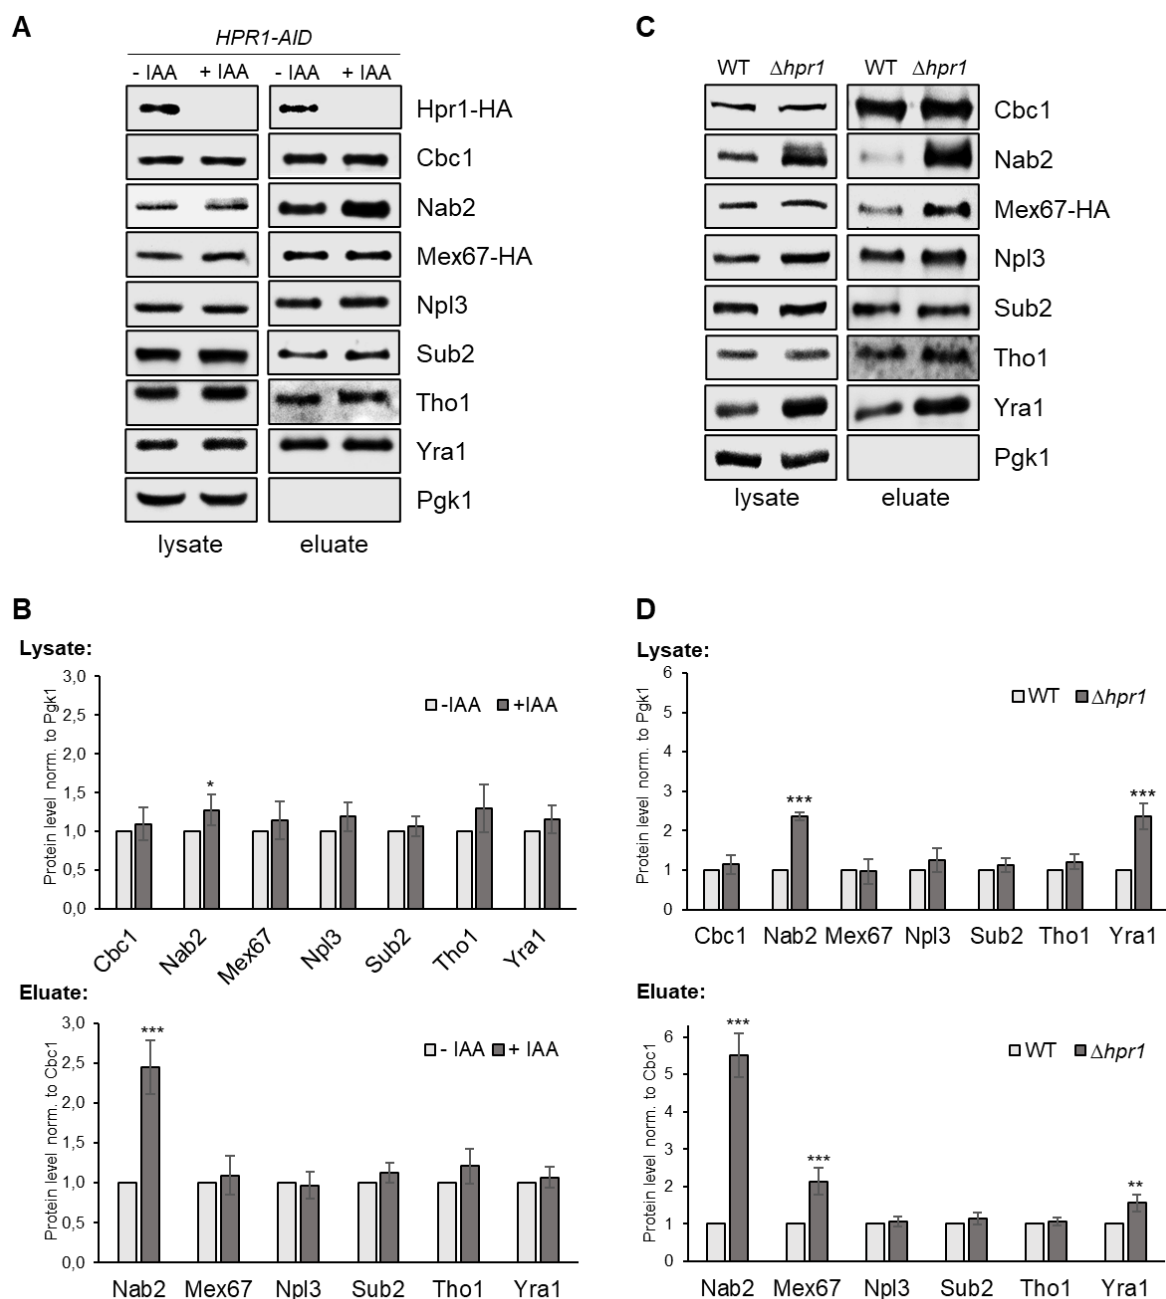 A
HPR1-AID
- IAA + IAA - IAA + IAA
Hpr1-HA
Cbc1
Nab2
Mex67-HA
Npl3
Sub2
Tho1
Yra1
Pgk1
lysate eluate
C
WT Δhpr1 WT Δhpr1
Cbc1
Nab2
Mex67-HA
Npl3
Sub2
Tho1
Yra1
Pgk1
lysate eluate
B
Lysate:
Protein level norm. to Pgk1
3,0
2,5
2,0
1,5
1,0
0,5
0,0
-IAA +IAA
*
Cbc1 Nab2 Mex67 Npl3 Sub2 Tho1 Yra1
Eluate:
Protein level norm. to Cbc1
3,0
2,5
2,0
1,5
1,0
0,5
0,0
- IAA + IAA
***
Nab2 Mex67 Npl3 Sub2 Tho1 Yra1
D
Lysate:
Protein level norm. to Pgk1
6
5
4
3
2
1
0
WT Δhpr1
*** ***
Cbc1 Nab2 Mex67 Npl3 Sub2 Tho1 Yra1
Eluate:
Protein level norm. to Cbc1
6
5
4
3
2
1
0
WT Δhpr1
*** *** **
Nab2 Mex67 Npl3 Sub2 Tho1 Yra1